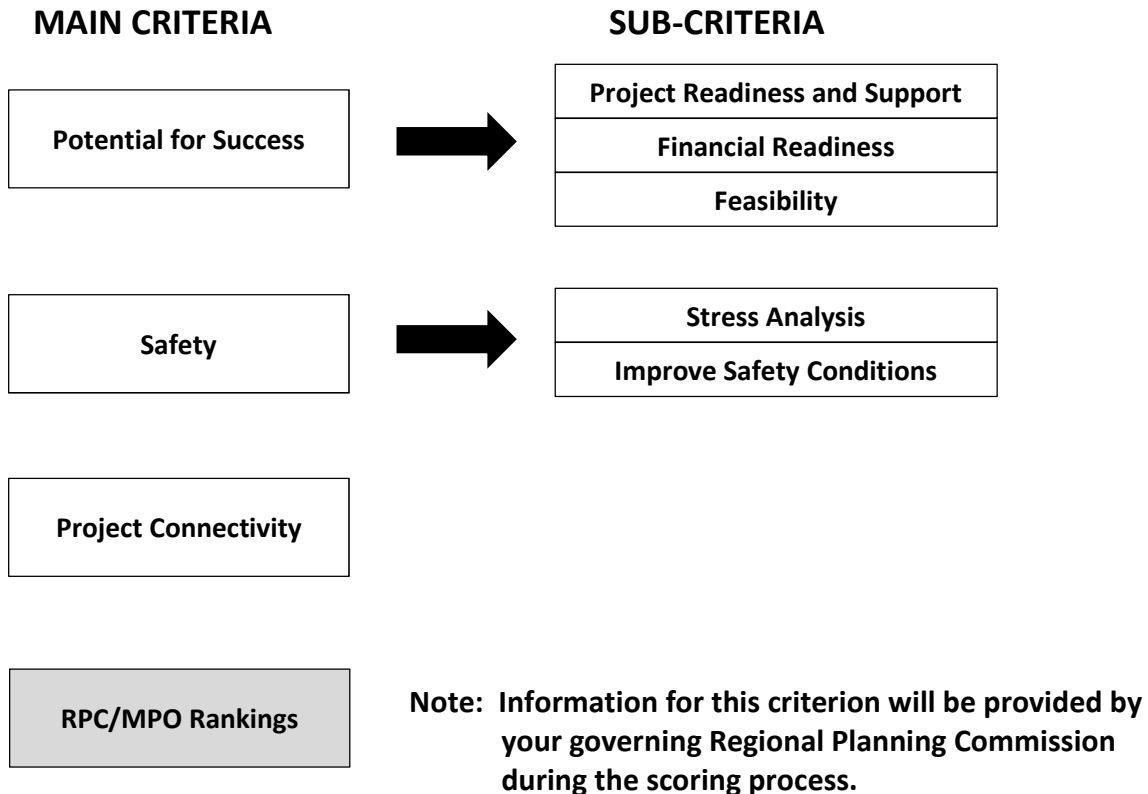 MAIN CRITERIA
SUB-CRITERIA
Potential for Success
Project Readiness and Support
Financial Readiness
Feasibility
Safety
Stress Analysis
Improve Safety Conditions
Project Connectivity
RPC/MPO Rankings
Note:  Information for this criterion will be provided by
your governing Regional Planning Commission
during the scoring process.